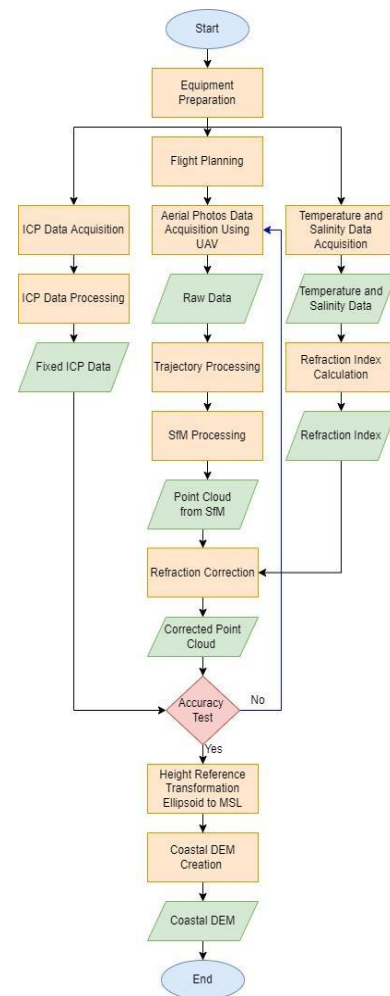 Start
Equipment
Preparation
Flight Planning
ICP Data Acquisition
Aerial Photos Data
Acquisition Using
UAV
Temperature and
Salinity Data
Acquisition
ICP Data Processing
Raw Data
Temperature and
Salinity Data
Fixed ICP Data
Trajectory Processing
Refraction Index
Calculation
SfM Processing
Refraction Index
Point Cloud
from SfM
Refraction Correction
Corrected Point
Cloud
Accuracy
Test
No
Yes
Height Reference
Transformation
Ellipsoid to MSL
Coastal DEM
Creation
Coastal DEM
End